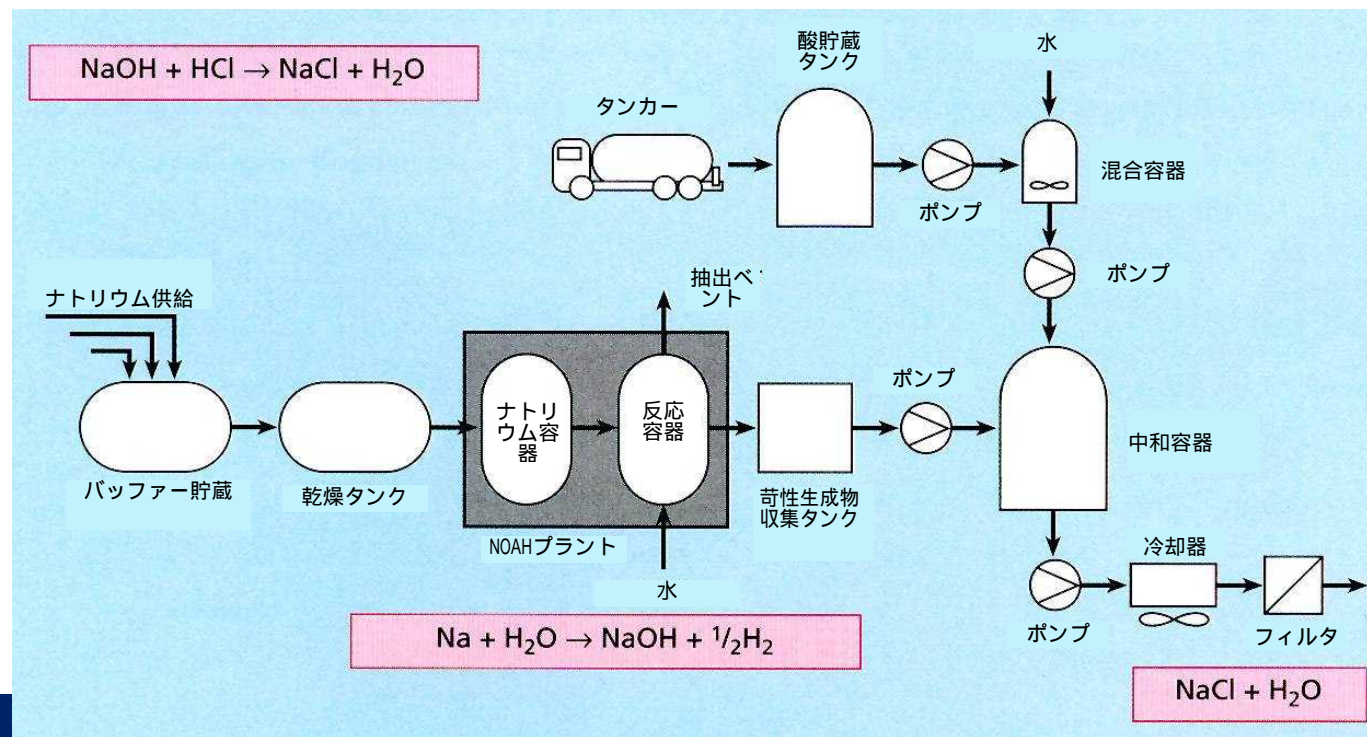 NaOH + HCl → NaCl + H₂O
酸貯蔵
タンク
水
タンカー
混合容器
ポンプ
ポンプ
抽出ベ
ント
ナトリウム供給
ポンプ
ナトリ
ウム容
器
反応
容器
中和容器
バッファー貯蔵
乾燥タンク
苛性生成物
収集タンク
NOAHプラント
冷却器
水
ポンプ
フィルタ
Na + H₂O → NaOH + ¹/₂H₂
NaCl + H₂O